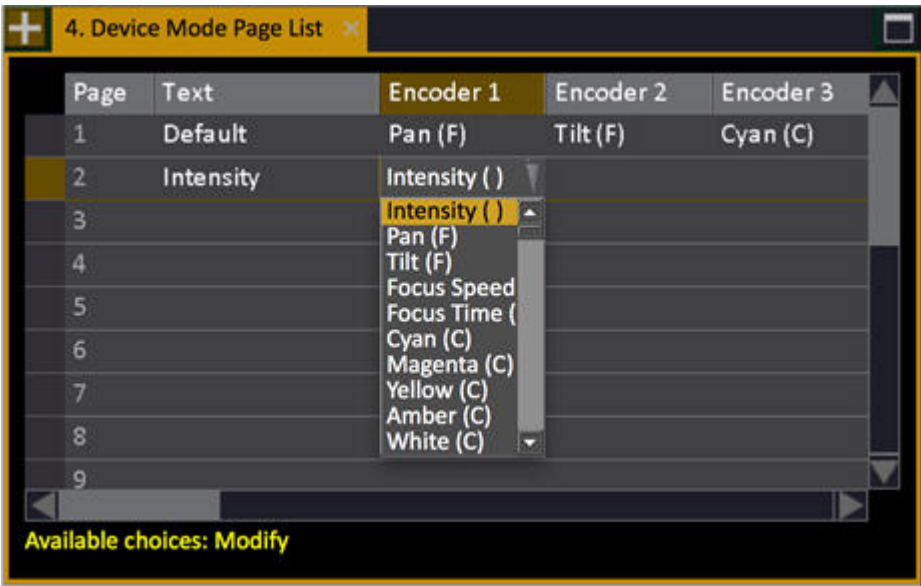 4. Device Mode Page List
Page Text Encoder 1 Encoder 2 Encoder 3
1 Default Pan (F) Tilt (F) Cyan (C)
2 Intensity Intensity ( )
Intensity ( )
Pan (F)
Tilt (F)
Focus Speed
Focus Time (
Cyan (C)
Magenta (C)
Yellow (C)
Amber (C)
White (C)
3
4
5
6
7
8
9
Available choices: Modify